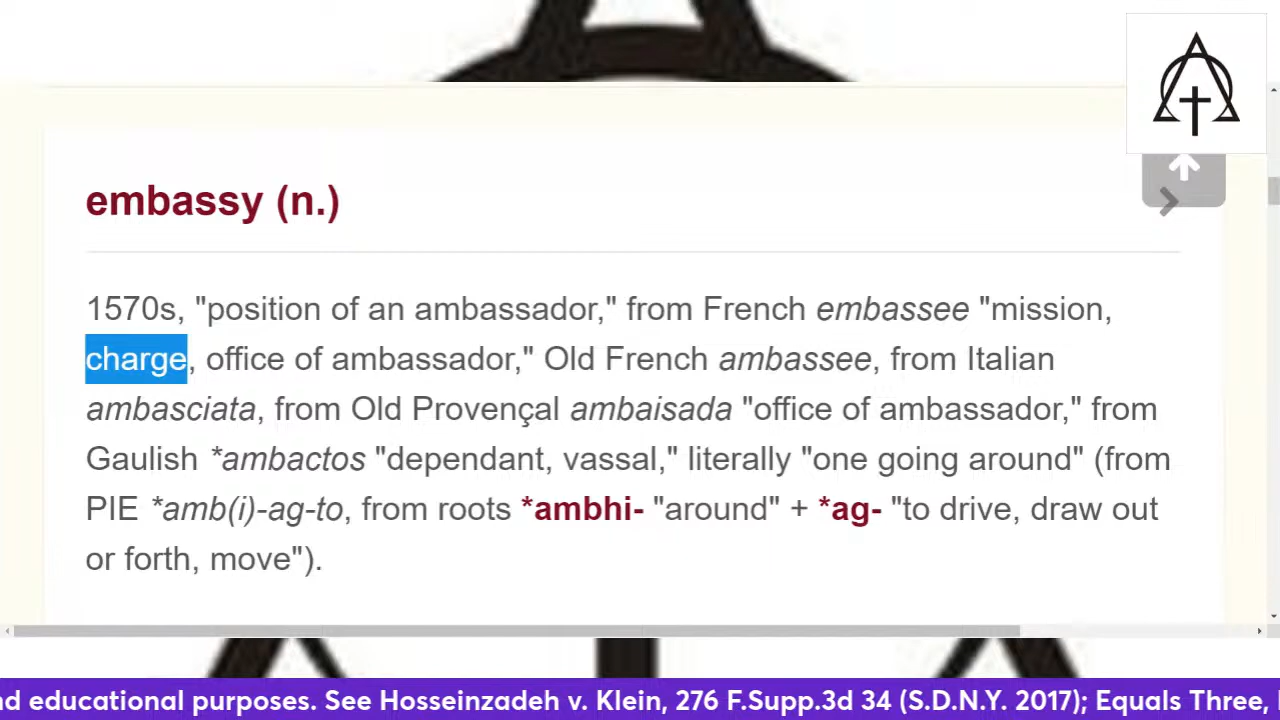 embassy (n.)
1570s, "position of an ambassador," from French embassee "mission,
charge, office of ambassador," Old French ambassee, from Italian
ambasciata, from Old Provençal ambaisada "office of ambassador," from
Gaulish *ambactos "dependant, vassal," literally "one going around" (from
PIE *amb(i)-ag-to, from roots *ambhi- "around" + *ag- "to drive, draw out
or forth, move").
educational purposes. See Hosseinzadeh v. Klein, 276 F.Supp.3d 34 (S.D.N.Y. 2017); Equals Three,